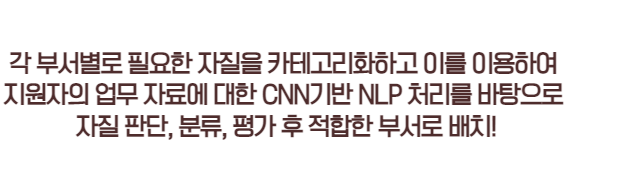 각 부서별로 필요한 자질을 카테고리화하고 이를 이용하여
지원자의 업무 자료에 대한 CNN기반 NLP 처리를 바탕으로
자질 판단, 분류, 평가 후 적합한 부서로 배치!